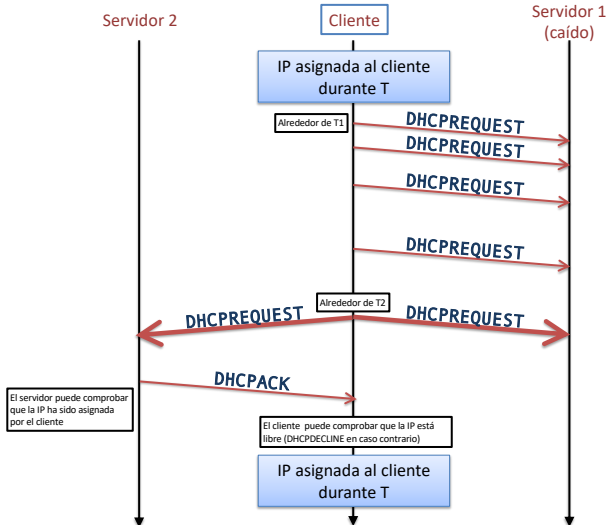 Servidor 2
Cliente
Servidor 1
(caído)
IP asignada al cliente
durante T
Alrededor de T1
DHCPREQUEST
DHCPREQUEST
DHCPREQUEST
DHCPREQUEST
Alrededor de T2
DHCPREQUEST
DHCPREQUEST
DHCPACK
El servidor puede comprobar
que la IP ha sido asignada
por el cliente
El cliente puede comprobar que la IP está
libre (DHCPDECLINE en caso contrario)
IP asignada al cliente
durante T